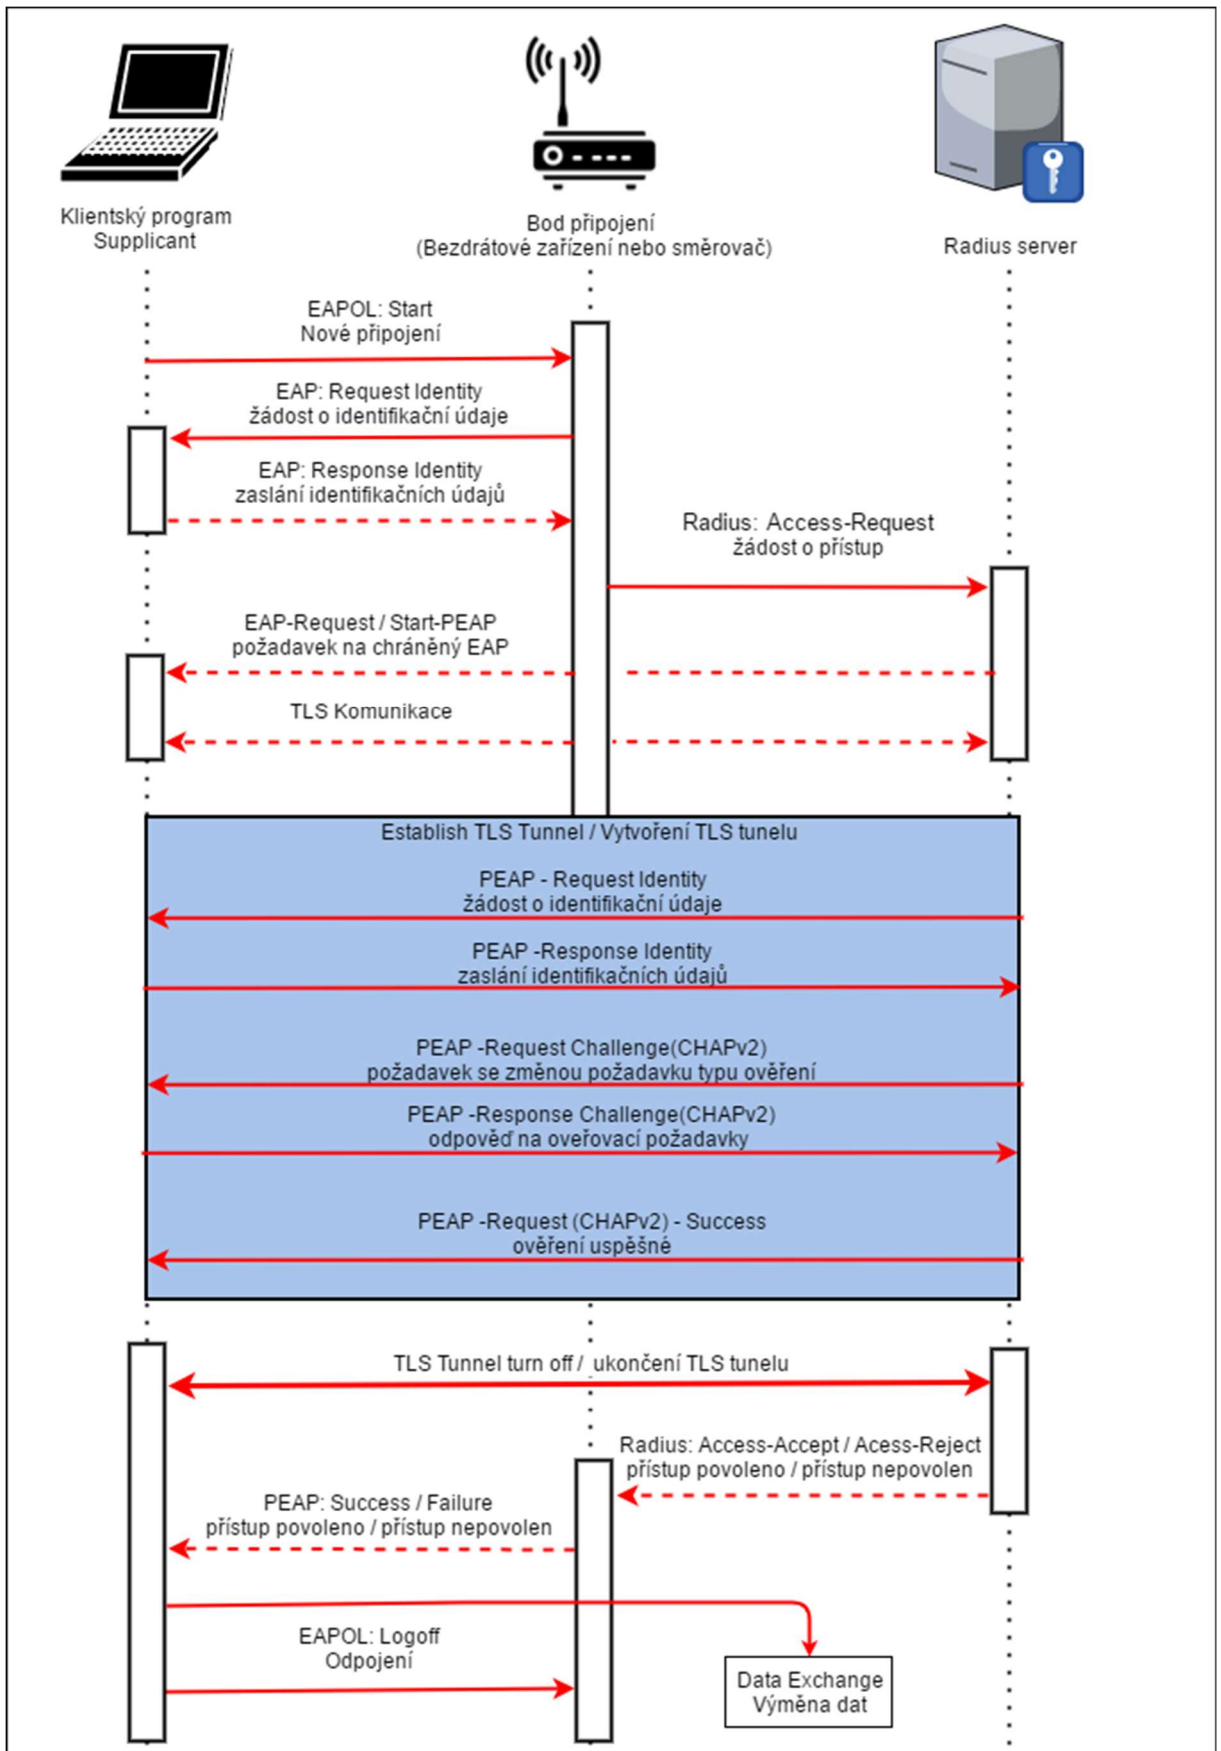 Klientský program
Supplicant
Bod připojení
(Bezdrátové zařízení nebo směrovač)
Radius server
EAPOL: Start
Nové připojení
EAP: Request Identity
žádost o identifikační údaje
EAP: Response Identity
zaslání identifikačních údajů
Radius: Access-Request
žádost o přístup
EAP-Request / Start-PEAP
požadavek na chráněný EAP
TLS Komunikace
Establish TLS Tunnel / Vytvoření TLS tunelu
PEAP - Request Identity
žádost o identifikační údaje
PEAP -Response Identity
zaslání identifikačních údajů
PEAP -Request Challenge(CHAPv2)
požadavek se změnou požadavku typu ověření
PEAP -Response Challenge(CHAPv2)
odpověď na oveřovací požadavky
PEAP -Request (CHAPv2) - Success
ověření uspěšné
TLS Tunnel turn off / ukončení TLS tunelu
Radius: Access-Accept / Acess-Reject
přístup povoleno / přístup nepovolen
PEAP: Success / Failure
přístup povoleno / přístup nepovolen
EAPOL: Logoff
Odpojení
Data Exchange
Výměna dat